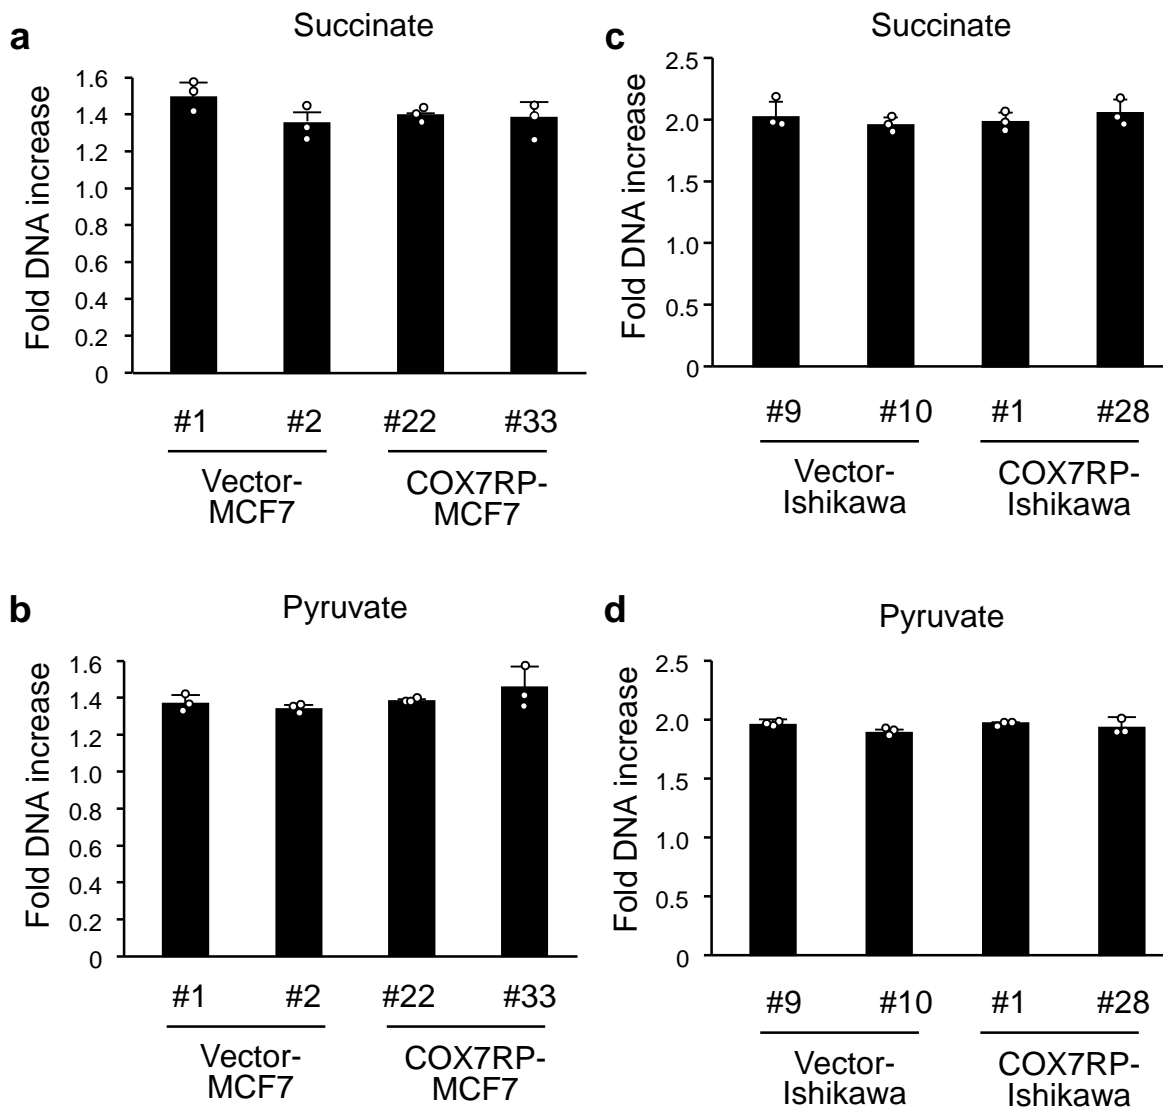 a
Succinate
Fold DNA increase
1.6
1.4
1.2
1.0
0.8
0.6
0.4
0.2
0
#1 #2 #22 #33
Vector-
MCF7
COX7RP-
MCF7
c
Succinate
Fold DNA increase
2.5
2.0
1.5
1.0
0.5
0
#9 #10 #1 #28
Vector-
Ishikawa
COX7RP-
Ishikawa
b
Pyruvate
Fold DNA increase
1.6
1.4
1.2
1.0
0.8
0.6
0.4
0.2
0
#1 #2 #22 #33
Vector-
MCF7
COX7RP-
MCF7
d
Pyruvate
Fold DNA increase
2.5
2.0
1.5
1.0
0.5
0
#9 #10 #1 #28
Vector-
Ishikawa
COX7RP-
Ishikawa